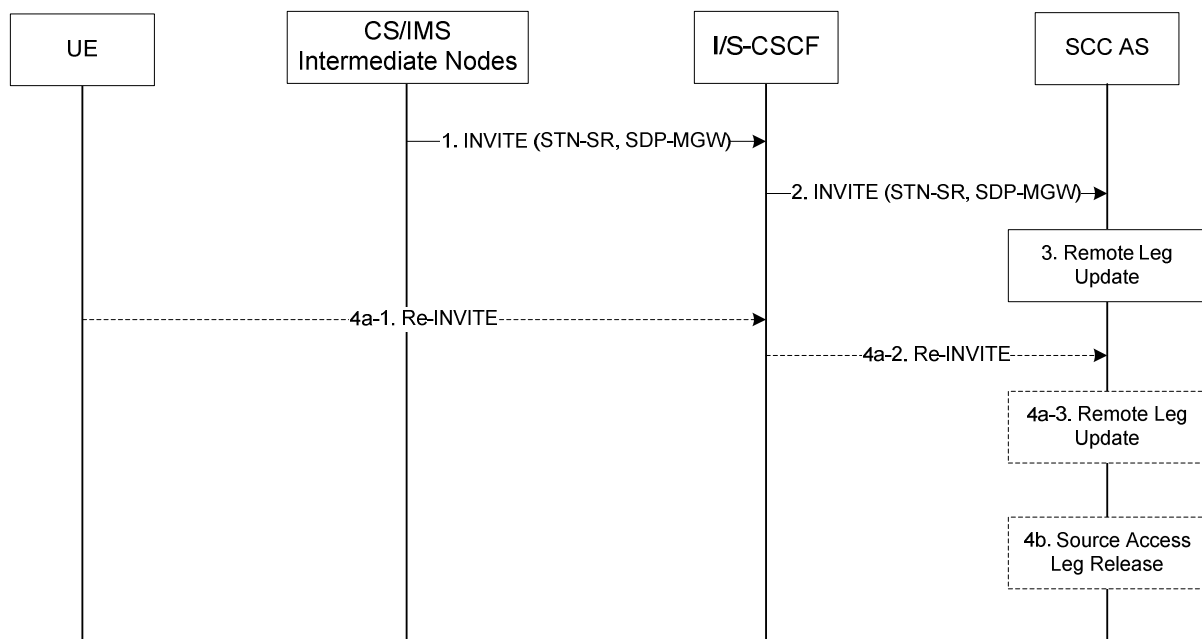 UE
CS/IMS
Intermediate Nodes
I/S-CSCF
SCC AS
1. INVITE (STN-SR, SDP-MGW)
2. INVITE (STN-SR, SDP-MGW)
3. Remote Leg
Update
4a-1. Re-INVITE
4a-2. Re-INVITE
4a-3. Remote Leg
Update
4b. Source Access
Leg Release